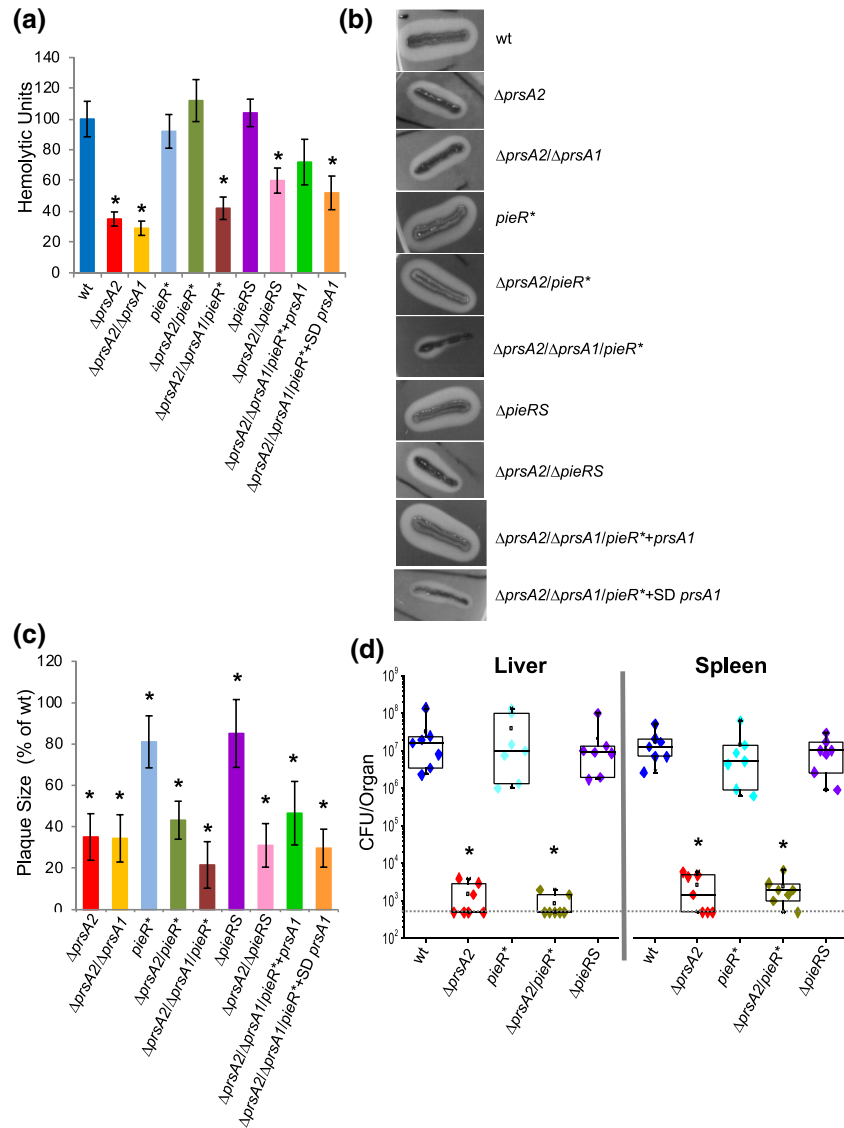 (a)
Hemolytic Units
140
120
100
80
60
40
20
0
*
*
*
*
*
wt
ΔprsA2
ΔprsA2/ΔprsA1
pieR*
ΔprsA2/pieR*
ΔprsA2/ΔprsA1/pieR*
ΔpieRS
ΔprsA2/ΔpieRS
ΔprsA2/ΔprsA1/pieR*+prsA1
ΔprsA2/ΔprsA1/pieR*+SD prsA1
(b)
wt
ΔprsA2
ΔprsA2/ΔprsA1
pieR*
ΔprsA2/pieR*
ΔprsA2/ΔprsA1/pieR*
ΔpieRS
ΔprsA2/ΔpieRS
ΔprsA2/ΔprsA1/pieR*+prsA1
ΔprsA2/ΔprsA1/pieR*+SD prsA1
(c)
Plaque Size (% of wt)
120
100
80
60
40
20
0
*
*
*
*
*
*
*
*
*
ΔprsA2
ΔprsA2/ΔprsA1
pieR*
ΔprsA2/pieR*
ΔprsA2/ΔprsA1/pieR*
ΔpieRS
ΔprsA2/ΔpieRS
ΔprsA2/ΔprsA1/pieR*+prsA1
ΔprsA2/ΔprsA1/pieR*+SD prsA1
(d)
Liver
Spleen
CFU/Organ
10⁹
10⁸
10⁷
10⁶
10⁵
10⁴
10³
10²
*
*
*
*
wt
ΔprsA2
pieR*
ΔprsA2/pieR*
ΔpieRS
wt
ΔprsA2
pieR*
ΔprsA2/pieR*
ΔpieRS